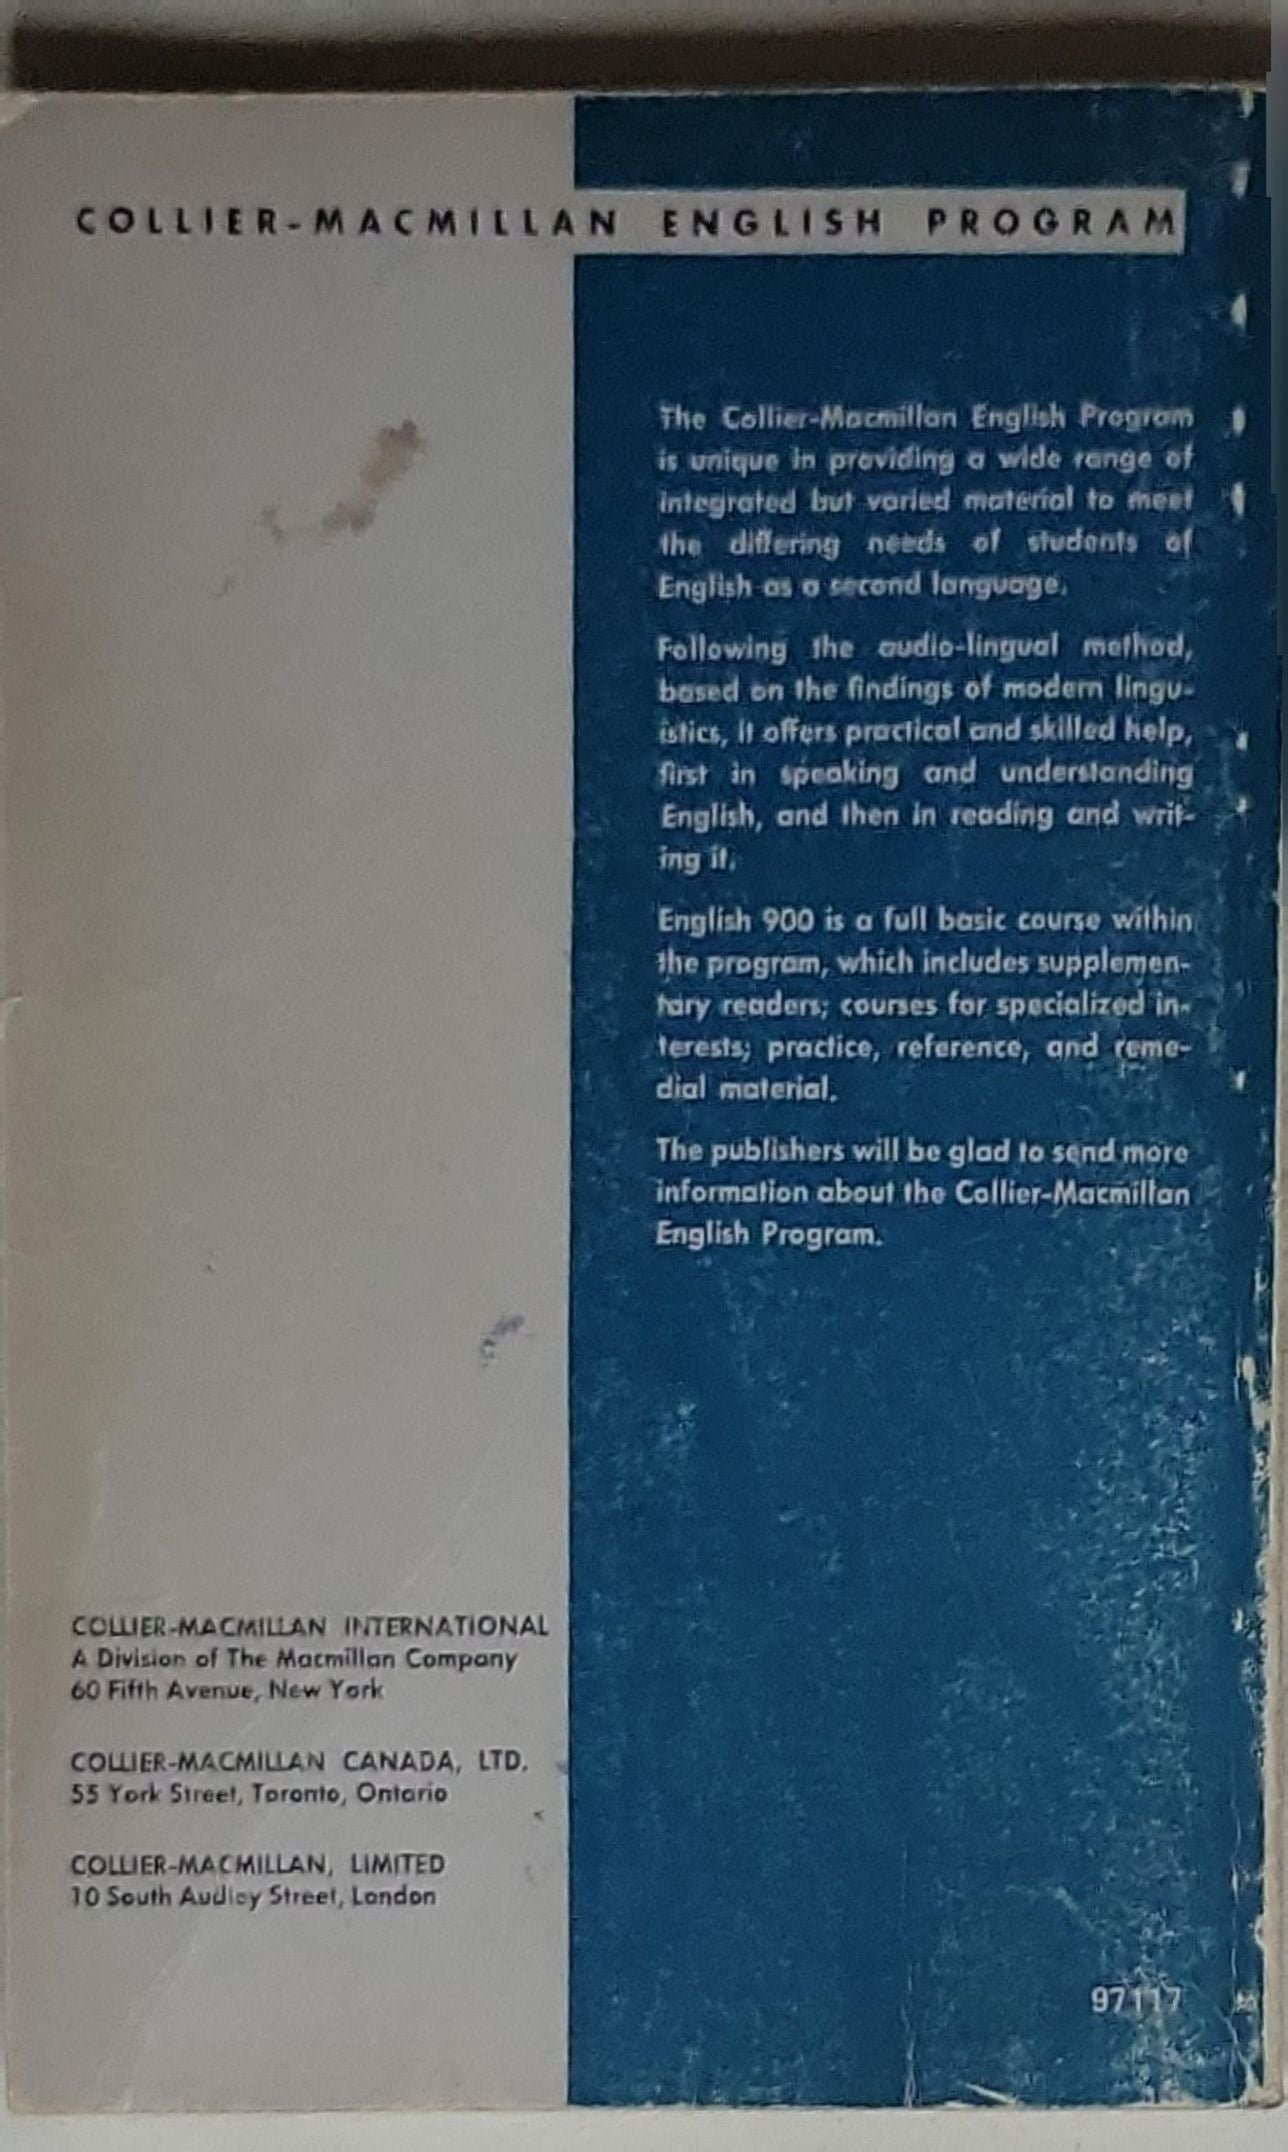 COLLIER-MACMILLAN ENGLISH PROGRAM
The Collier-Macmillan English Program
is unique in providing a wide range of
integrated but varied material to meet
the differing needs of students of
English as a second language.
Following the audio-lingual method,
based on the findings of modern lingu-
istics, it offers practical and skilled help,
first in speaking and understanding
English, and then in reading and writ-
ing it.
English 900 is a full basic course within
the program, which includes supplemen-
tary readers; courses for specialized in-
terests; practice, reference, and reme-
dial material.
The publishers will be glad to send more
information about the Collier-Macmillan
English Program.
COLLIER-MACMILLAN INTERNATIONAL
A Division of The Macmillan Company
60 Fifth Avenue, New York
COLLIER-MACMILLAN CANADA, LTD.
55 York Street, Toronto, Ontario
COLLIER-MACMILLAN, LIMITED
10 South Audley Street, London
97117